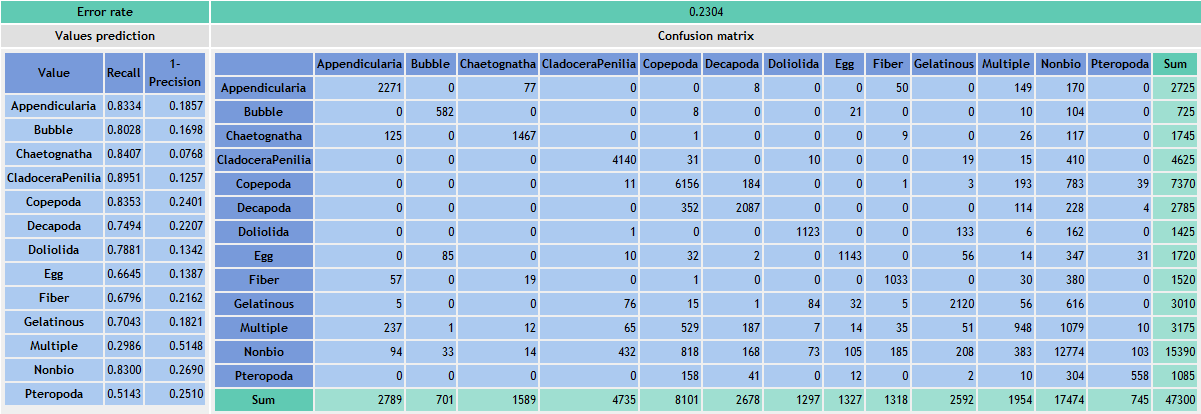 Error rate 0.2304
Values prediction Confusion matrix
Value Recall 1-Precision
Appendicularia 0.8334 0.1857
Bubble 0.8028 0.1698
Chaetognatha 0.8407 0.0768
CladoceraPenilia 0.8951 0.1257
Copepoda 0.8353 0.2401
Decapoda 0.7494 0.2207
Doliolida 0.7881 0.1342
Egg 0.6645 0.1387
Fiber 0.6796 0.2162
Gelatinous 0.7043 0.1821
Multiple 0.2986 0.5148
Nonbio 0.8300 0.2690
Pteropoda 0.5143 0.2510
Appendicularia Bubble Chaetognatha CladoceraPenilia Copepoda Decapoda Doliolida Egg Fiber Gelatinous Multiple Nonbio Pteropoda Sum
Appendicularia 2271 0 77 0 0 8 0 0 50 0 149 170 0 2725
Bubble 0 582 0 0 8 0 0 21 0 0 10 104 0 725
Chaetognatha 125 0 1467 0 1 0 0 0 9 0 26 117 0 1745
CladoceraPenilia 0 0 0 4140 31 0 10 0 0 19 15 410 0 4625
Copepoda 0 0 0 11 6156 184 0 0 1 3 193 783 39 7370
Decapoda 0 0 0 0 352 2087 0 0 0 0 114 228 4 2785
Doliolida 0 0 0 1 0 0 1123 0 0 133 6 162 0 1425
Egg 0 85 0 10 32 2 0 1143 0 56 14 347 31 1720
Fiber 57 0 19 0 1 0 0 0 1033 0 30 380 0 1520
Gelatinous 5 0 0 76 15 1 84 32 5 2120 56 616 0 3010
Multiple 237 1 12 65 529 187 7 14 35 51 948 1079 10 3175
Nonbio 94 33 14 432 818 168 73 105 185 208 383 12774 103 15390
Pteropoda 0 0 0 0 158 41 0 12 0 2 10 304 558 1085
Sum 2789 701 1589 4735 8101 2678 1297 1327 1318 2592 1954 17474 745 47300